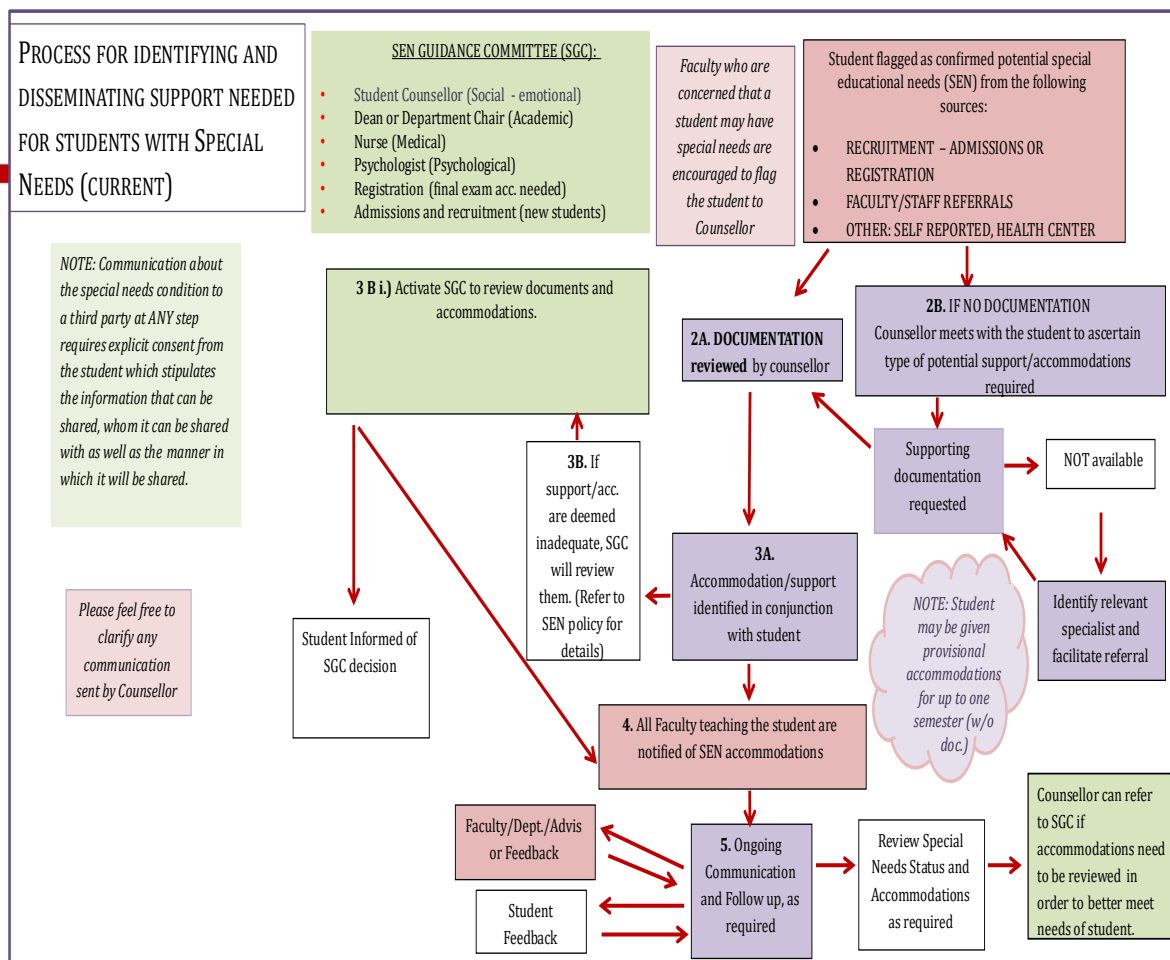 PROCESS FOR IDENTIFYING AND
DISSEMINATING SUPPORT NEEDED
FOR STUDENTS WITH SPECIAL
NEEDS (CURRENT)
SEN GUIDANCE COMMITTEE (SGC):
• Student Counsellor (Social - emotional)
• Dean or Department Chair (Academic)
• Nurse (Medical)
• Psychologist (Psychological)
• Registration (final exam acc. needed)
• Admissions and recruitment (new students)
Faculty who are
concerned that a
student may have
special needs are
encouraged to flag
the student to
Counsellor
Student flagged as confirmed potential special
educational needs (SEN) from the following
sources:
• RECRUITMENT – ADMISSIONS OR
REGISTRATION
• FACULTY/STAFF REFERRALS
• OTHER: SELF REPORTED, HEALTH CENTER
NOTE: Communication about
the special needs condition to
a third party at ANY step
requires explicit consent from
the student which stipulates
the information that can be
shared, whom it can be shared
with as well as the manner in
which it will be shared.
3 B i.) Activate SGC to review documents and
accommodations.
2A. DOCUMENTATION
reviewed by counsellor
2B. IF NO DOCUMENTATION
Counsellor meets with the student to ascertain
type of potential support/accommodations
required
Supporting
documentation
requested
NOT available
3B. If
support/acc.
are deemed
inadequate, SGC
will review
them. (Refer to
SEN policy for
details)
3A.
Accommodation/support
identified in conjunction
with student
NOTE: Student
may be given
provisional
accommodations
for up to one
semester (w/o
doc.)
Identify relevant
specialist and
facilitate referral
Please feel free to
clarify any
communication
sent by Counsellor
Student Informed of
SGC decision
4. All Faculty teaching the student are
notified of SEN accommodations
Faculty/Dept./Advis
or Feedback
Student
Feedback
5. Ongoing
Communication
and Follow up, as
required
Review Special
Needs Status and
Accommodations
as required
Counsellor can refer
to SGC if
accommodations need
to be reviewed in
order to better meet
needs of student.